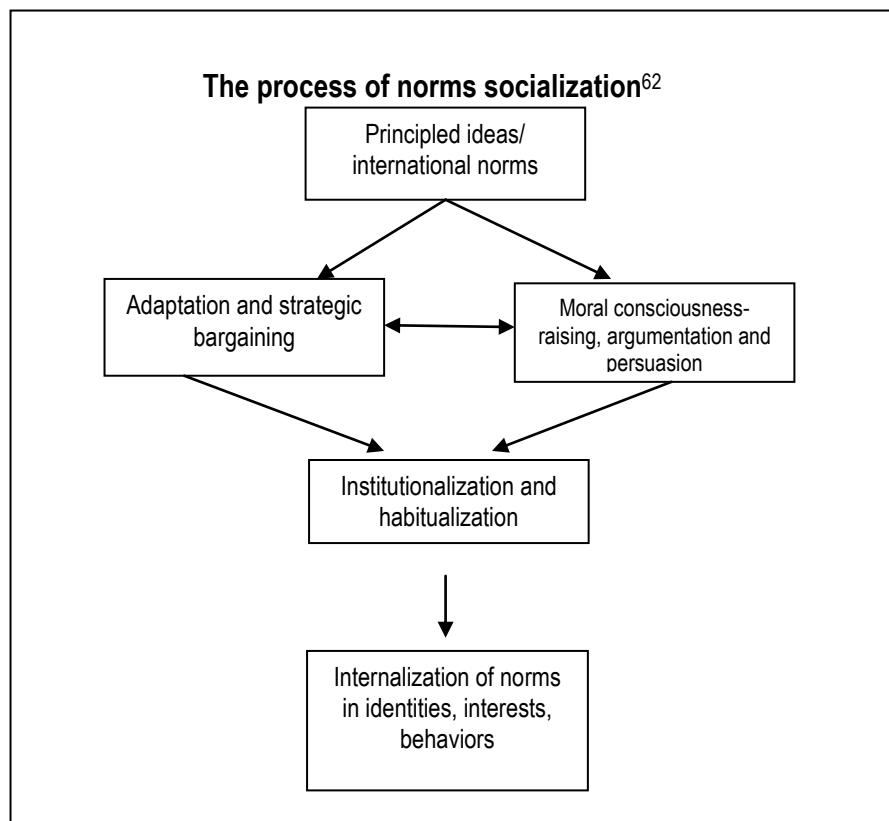 The process of norms socialization62
Principled ideas/
international norms
Adaptation and strategic
bargaining
Moral consciousness-
raising, argumentation and
persuasion
Institutionalization and
habitualization
Internalization of norms
in identities, interests,
behaviors